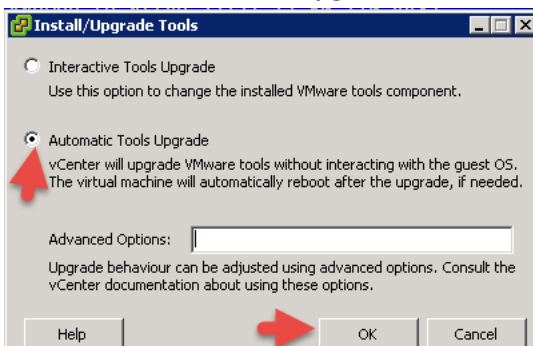 Install/Upgrade Tools
Interactive Tools Upgrade
Use this option to change the installed VMware tools component.
Automatic Tools Upgrade
vCenter will upgrade VMware tools without interacting with the guest OS.
The virtual machine will automatically reboot after the upgrade, if needed.
Advanced Options:
Upgrade behaviour can be adjusted using advanced options. Consult the
vCenter documentation about using these options.
Help OK Cancel